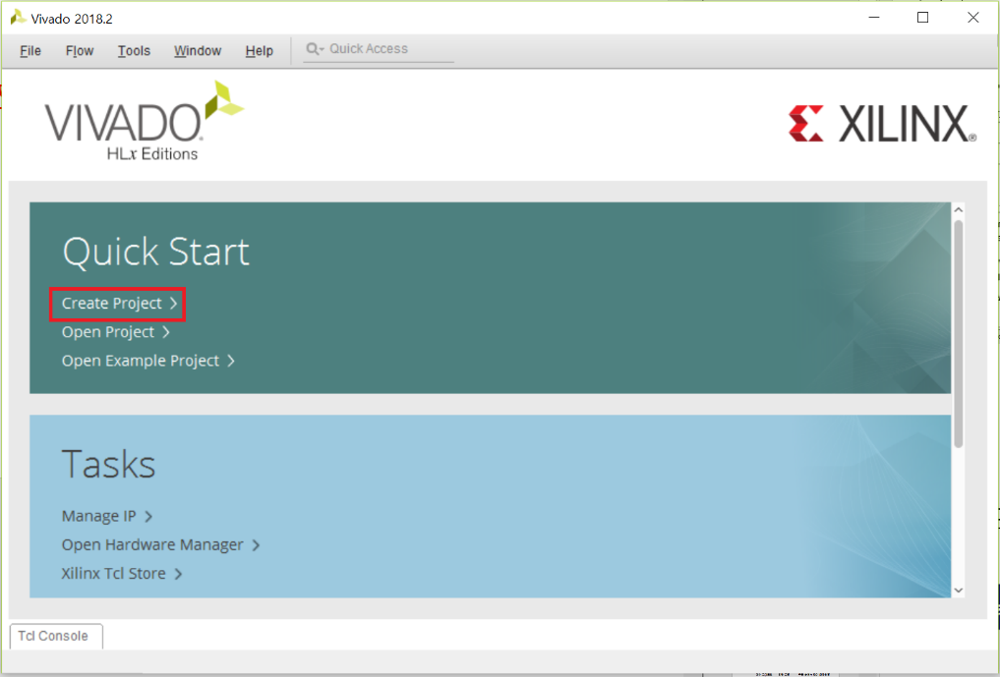 Vivado 2018.2
File Flow Tools Window Help Quick Access
VIVADO.
HLx Editions
XILINX®
Quick Start
Create Project
Open Project
Open Example Project
Tasks
Manage IP
Open Hardware Manager
Xilinx Tcl Store
Tcl Console